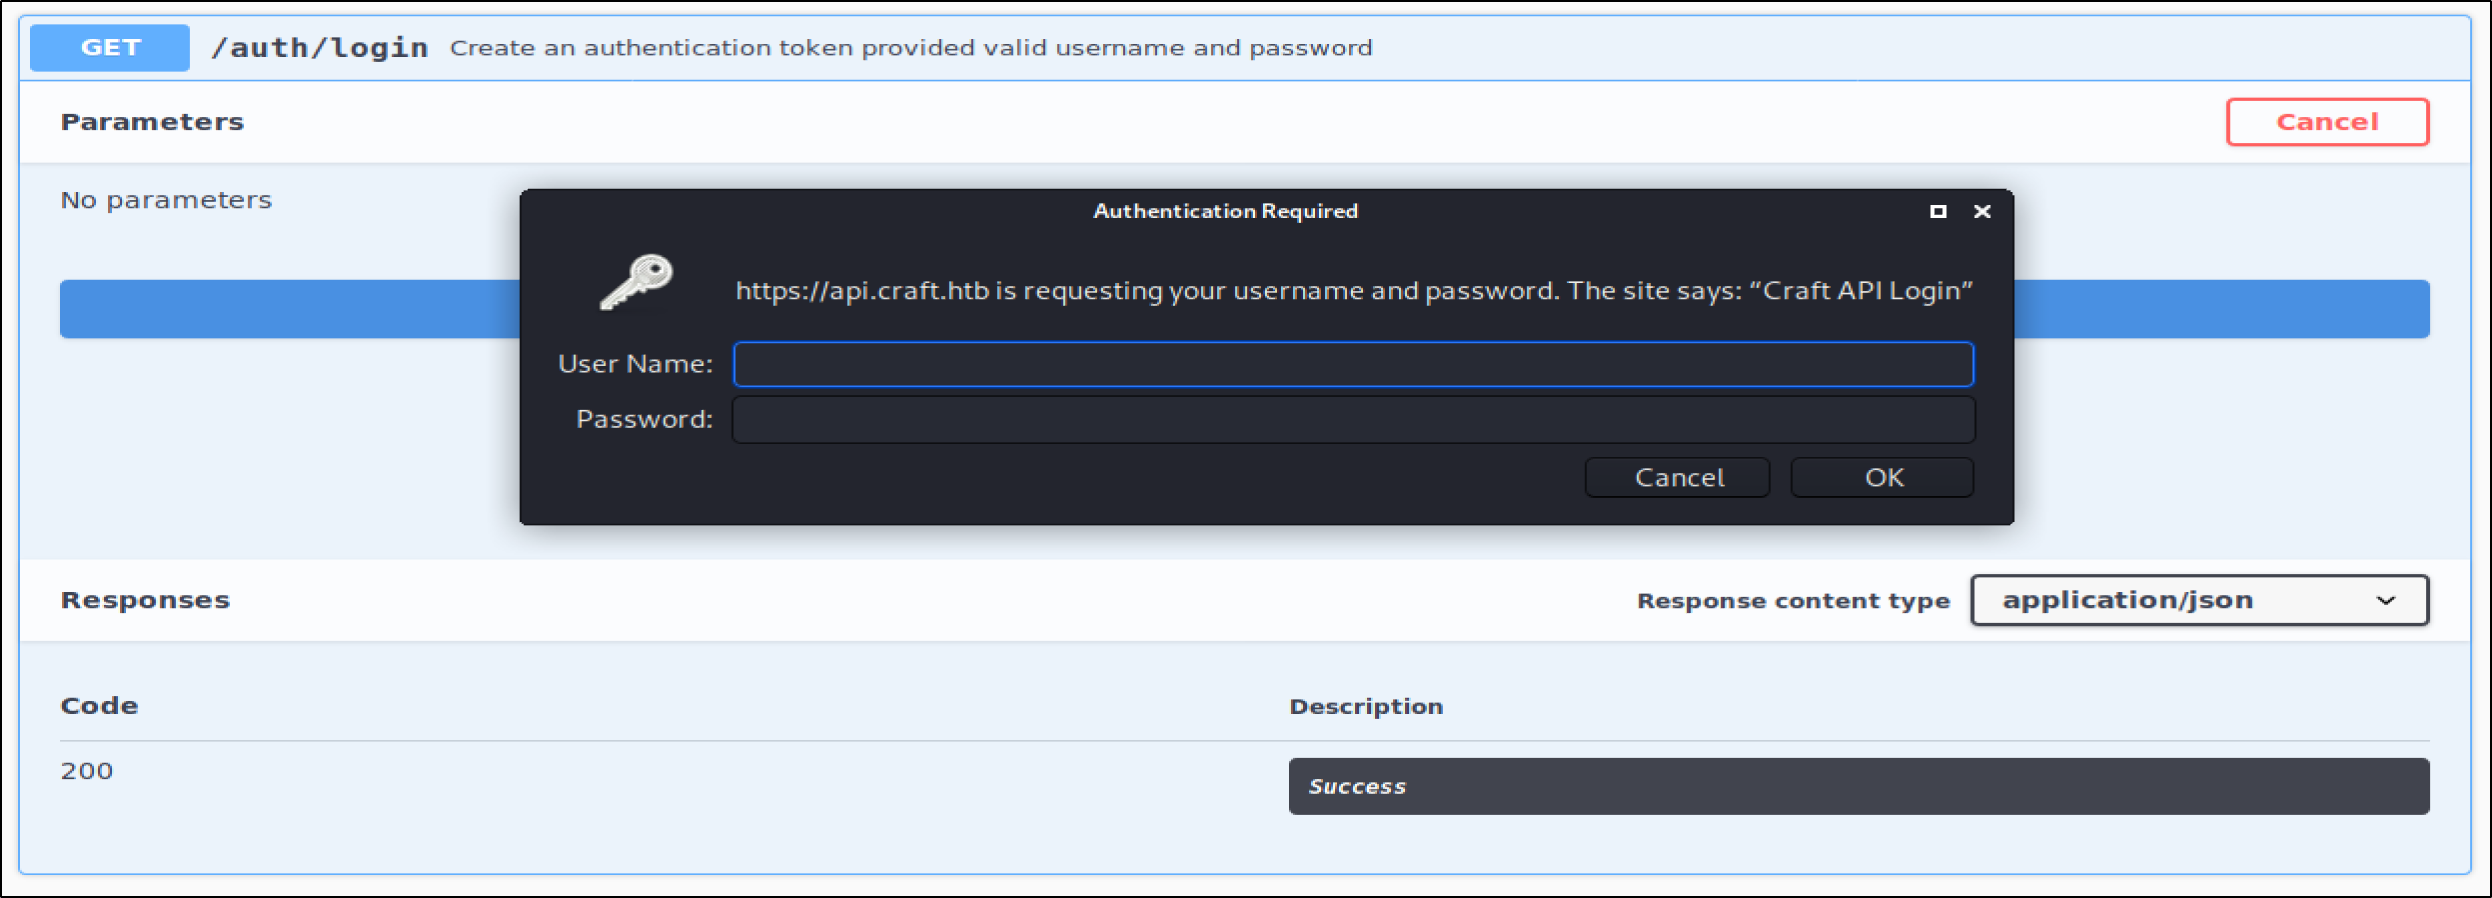 GET /auth/login Create an authentication token provided valid username and password
Parameters Cancel
No parameters
Authentication Required
https://api.craft.htb is requesting your username and password. The site says: “Craft API Login”
User Name:
Password:
Cancel OK
Responses Response content type application/json
Code Description
200 Success